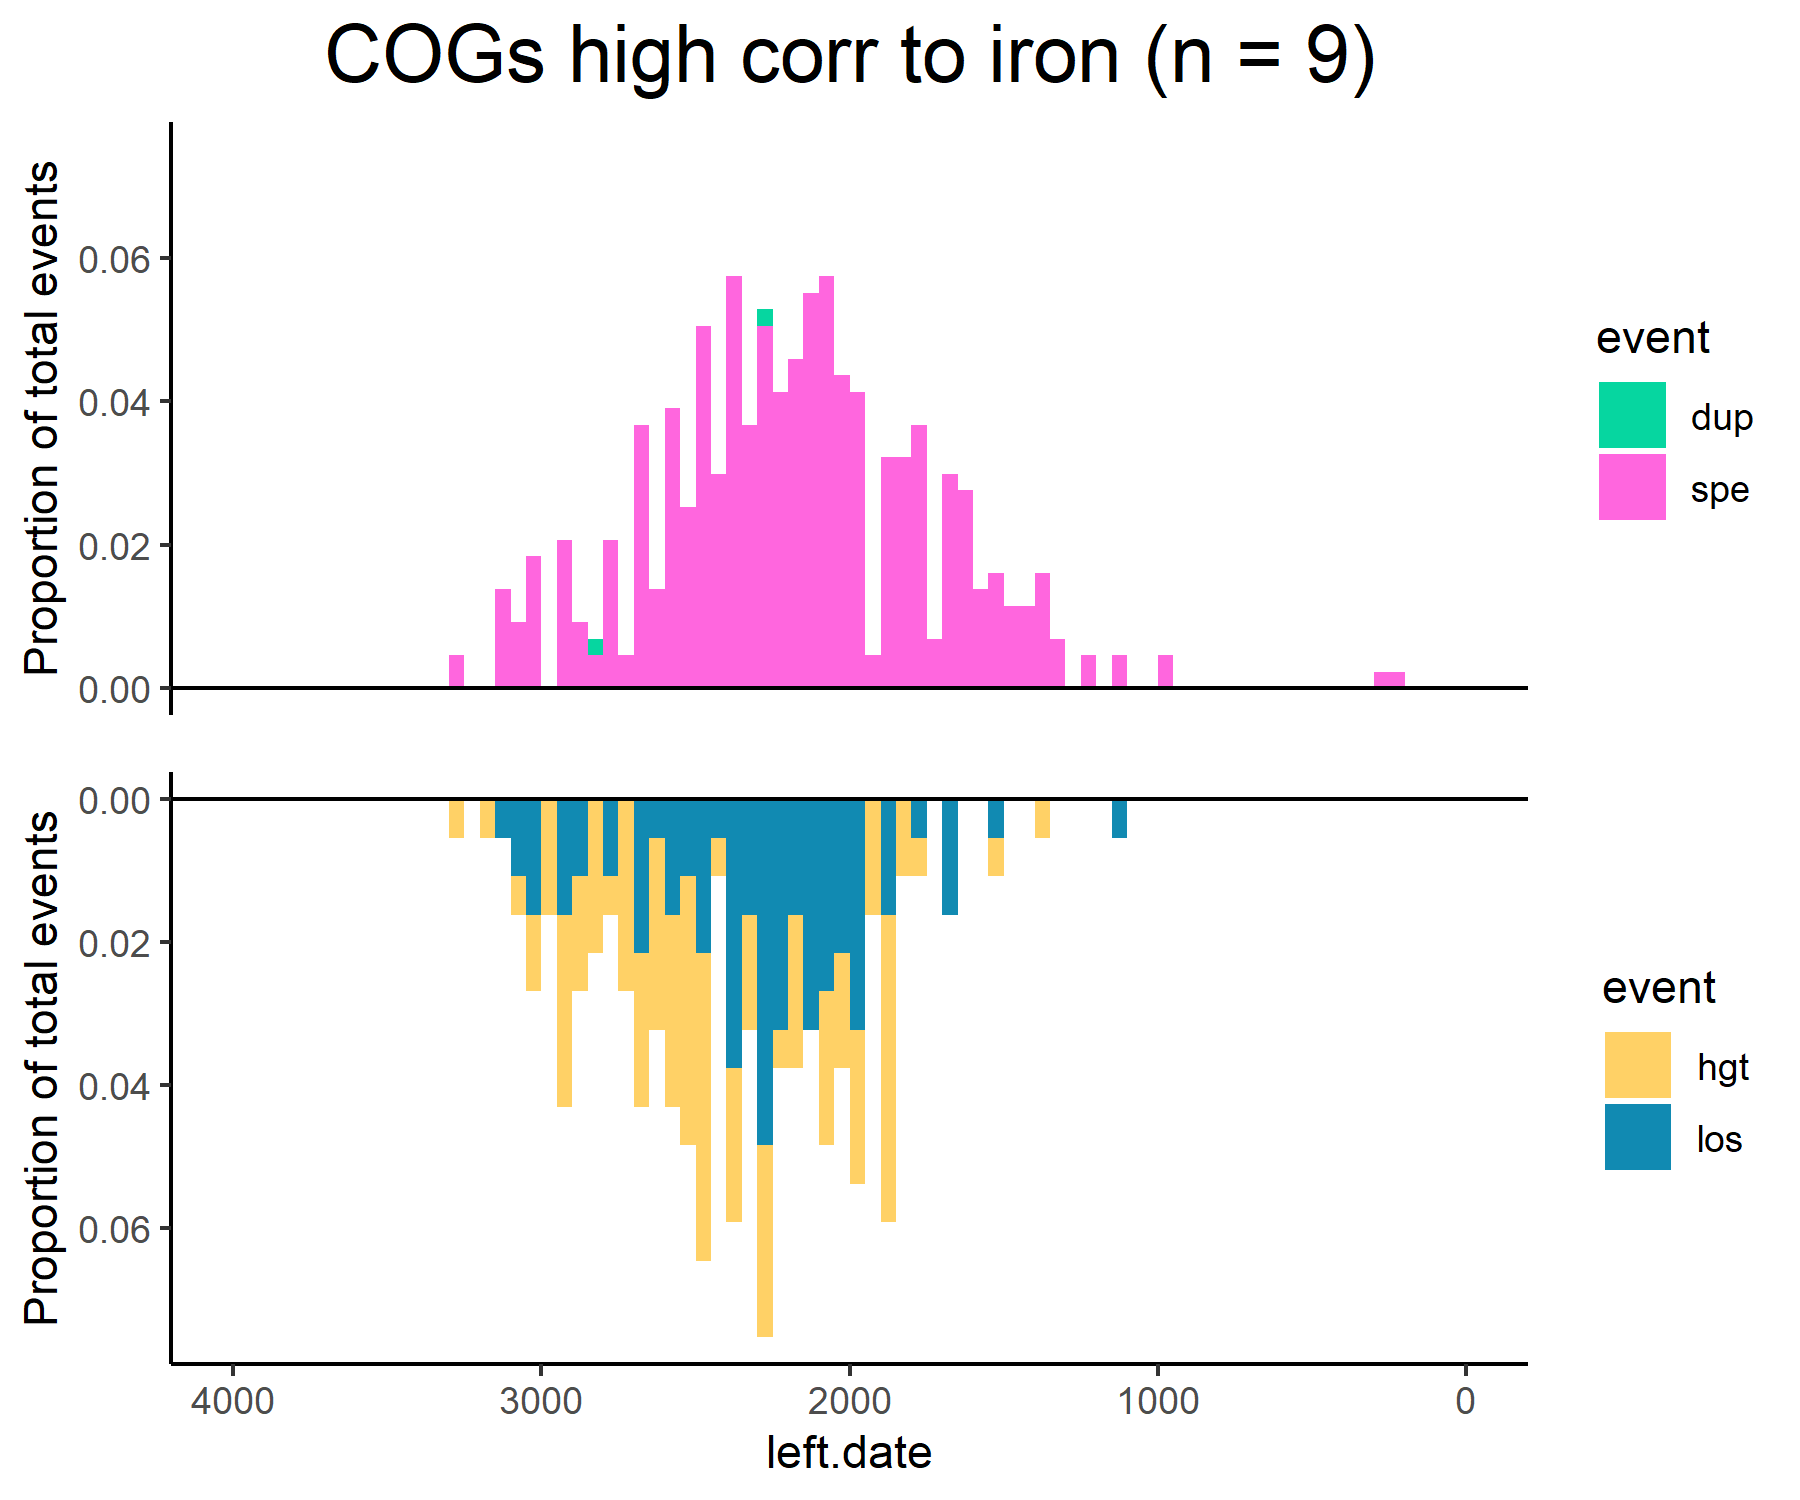 COGs high corr to iron (n = 9)
Proportion of total events
0.06
0.04
0.02
0.00
event
dup
spe
Proportion of total events
0.00
0.02
0.04
0.06
event
hgt
los
4000 3000 2000 1000 0
left.date